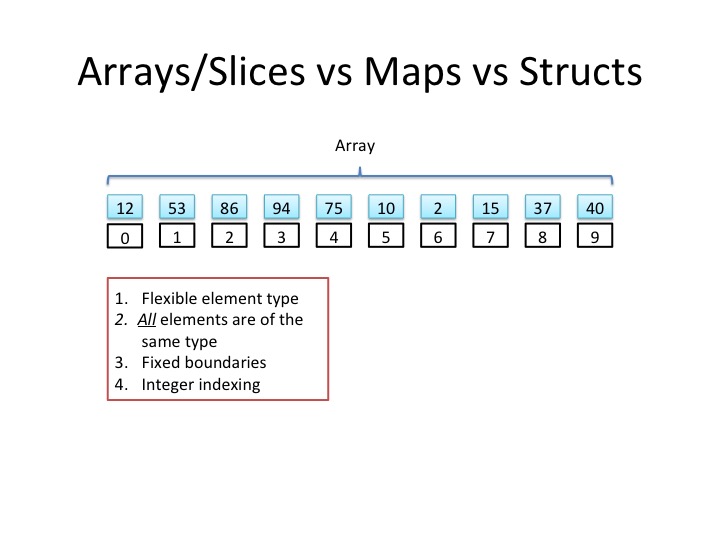 Arrays/Slices vs Maps vs Structs
Array
12 53 86 94 75 10 2 15 37 40
0 1 2 3 4 5 6 7 8 9
1. Flexible element type
2. All elements are of the
same type
3. Fixed boundaries
4. Integer indexing